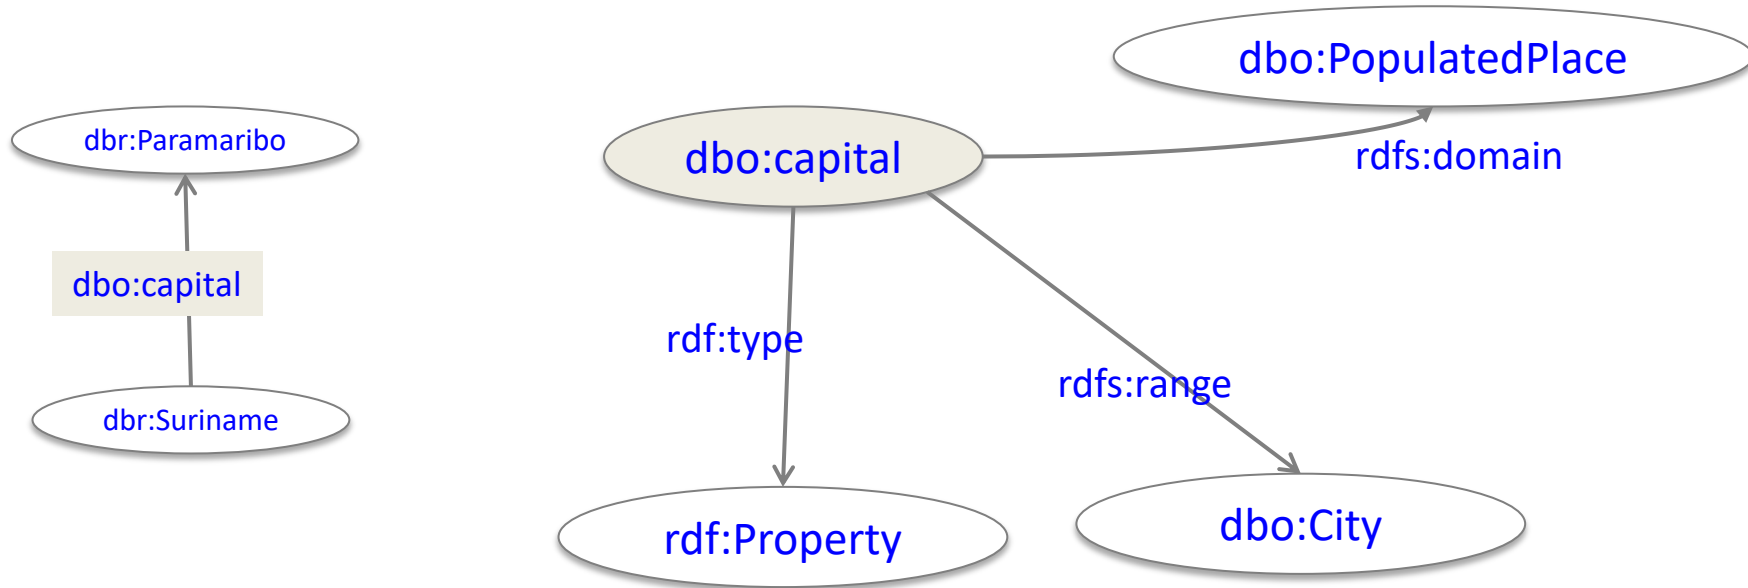 dbr:Paramaribo
dbo:capital
dbr:Suriname
dbo:PopulatedPlace
dbo:capital
rdfs:domain
rdf:type
rdfs:range
rdf:Property
dbo:City